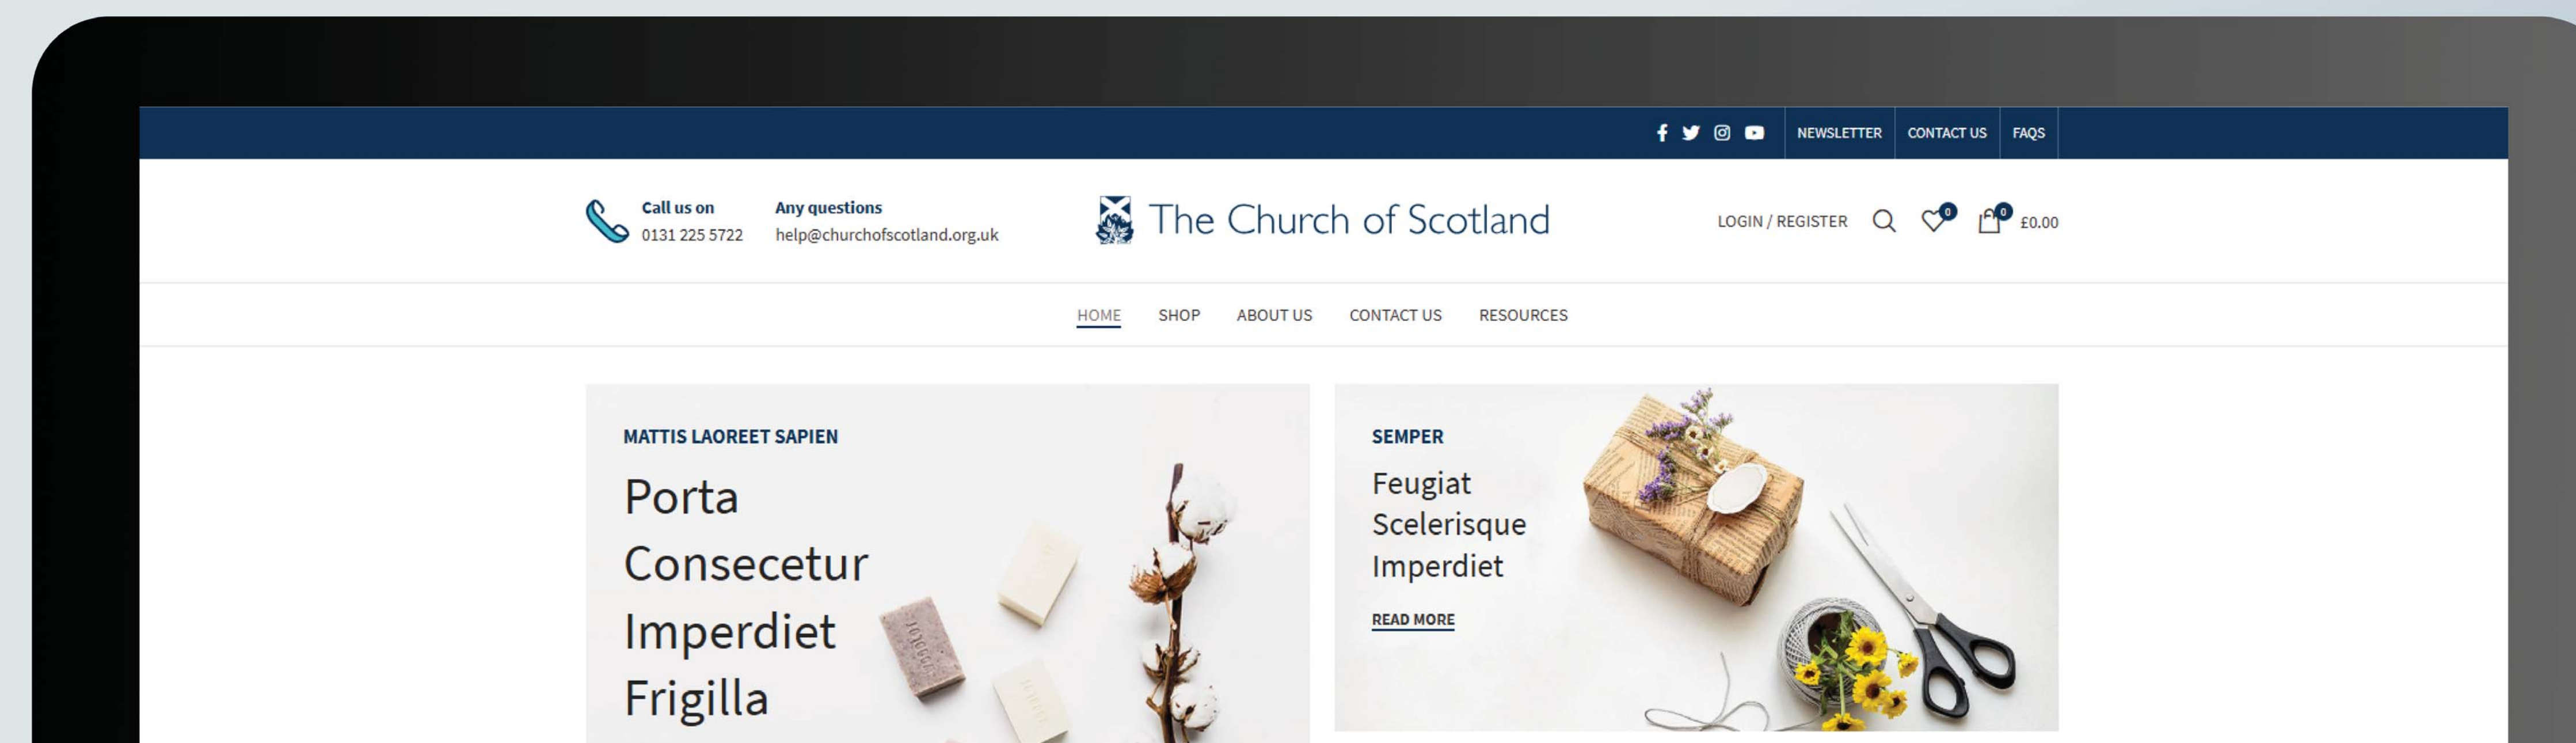 NEWSLETTER CONTACT US FAQS
Call us on Any questions
0131 225 5722 help@churchofscotland.org.uk
The Church of Scotland
LOGIN / REGISTER 0 0 £0.00
HOME SHOP ABOUT US CONTACT US RESOURCES
MATTIS LAOREET SAPIEN
Porta
Consecetur
Imperdiet
Frigilla
SEMPER
Feugiat
Scelerisque
Imperdiet
READ MORE